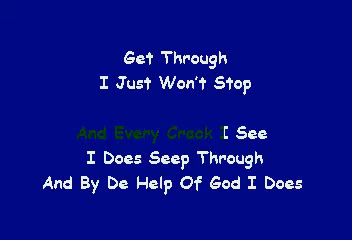 Get Through
I Just Won't Stop
And Every Crack I See
I Does Seep Through
And By De Help Of God I Does